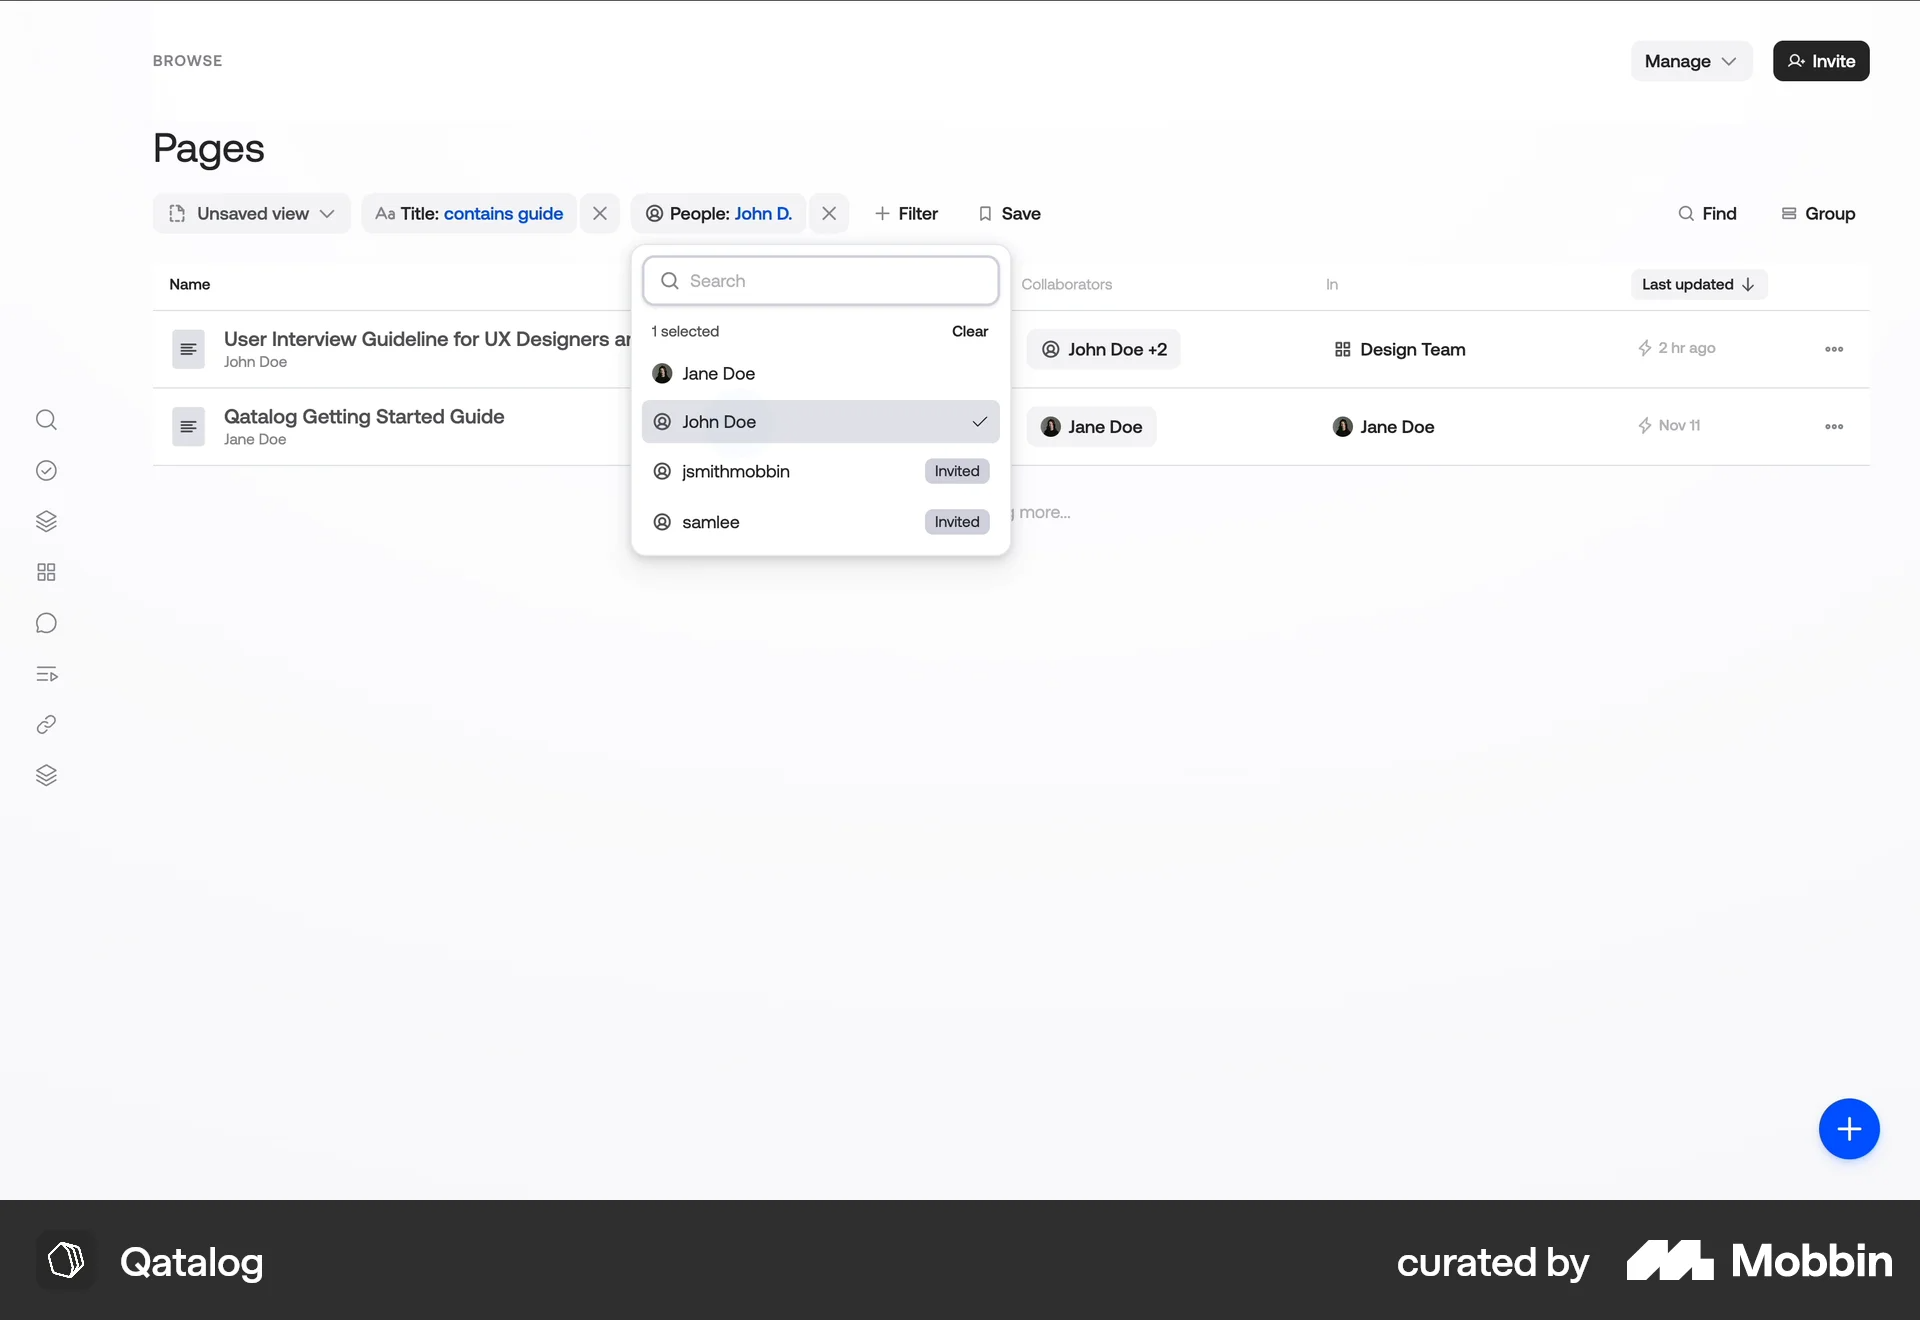 BROWSE
Manage
Invite
Pages
Unsaved view
Aa Title: contains guide
People: John D.
Filter
Save
Find
Group
Name
Collaborators
In
Last updated
Search
1 selected
Clear
Jane Doe
John Doe
jsmithmobbin
Invited
samlee
Invited
User Interview Guideline for UX Designers
John Doe
John Doe +2
Design Team
2 hr ago
Qatalog Getting Started Guide
Jane Doe
Jane Doe
Jane Doe
Nov 11
more...
Qatalog
curated by
Mobbin